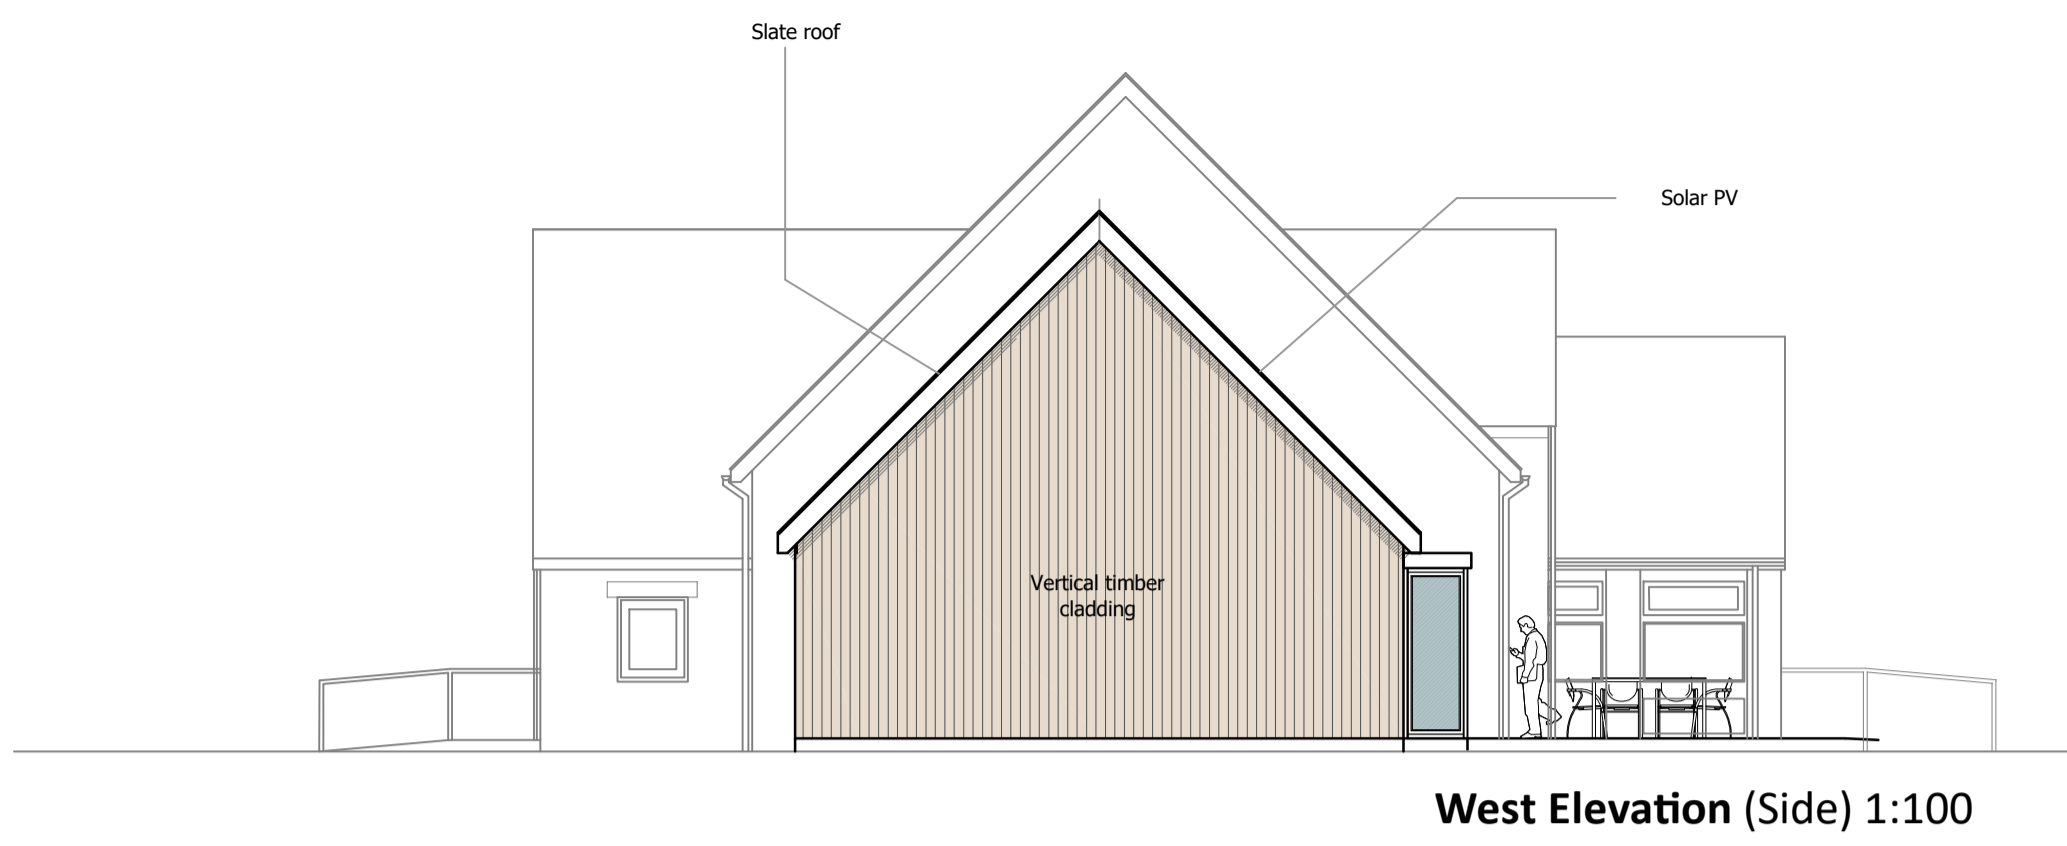 Slate roof
Solar PV
Vertical timber
cladding
West Elevation (Side) 1:100